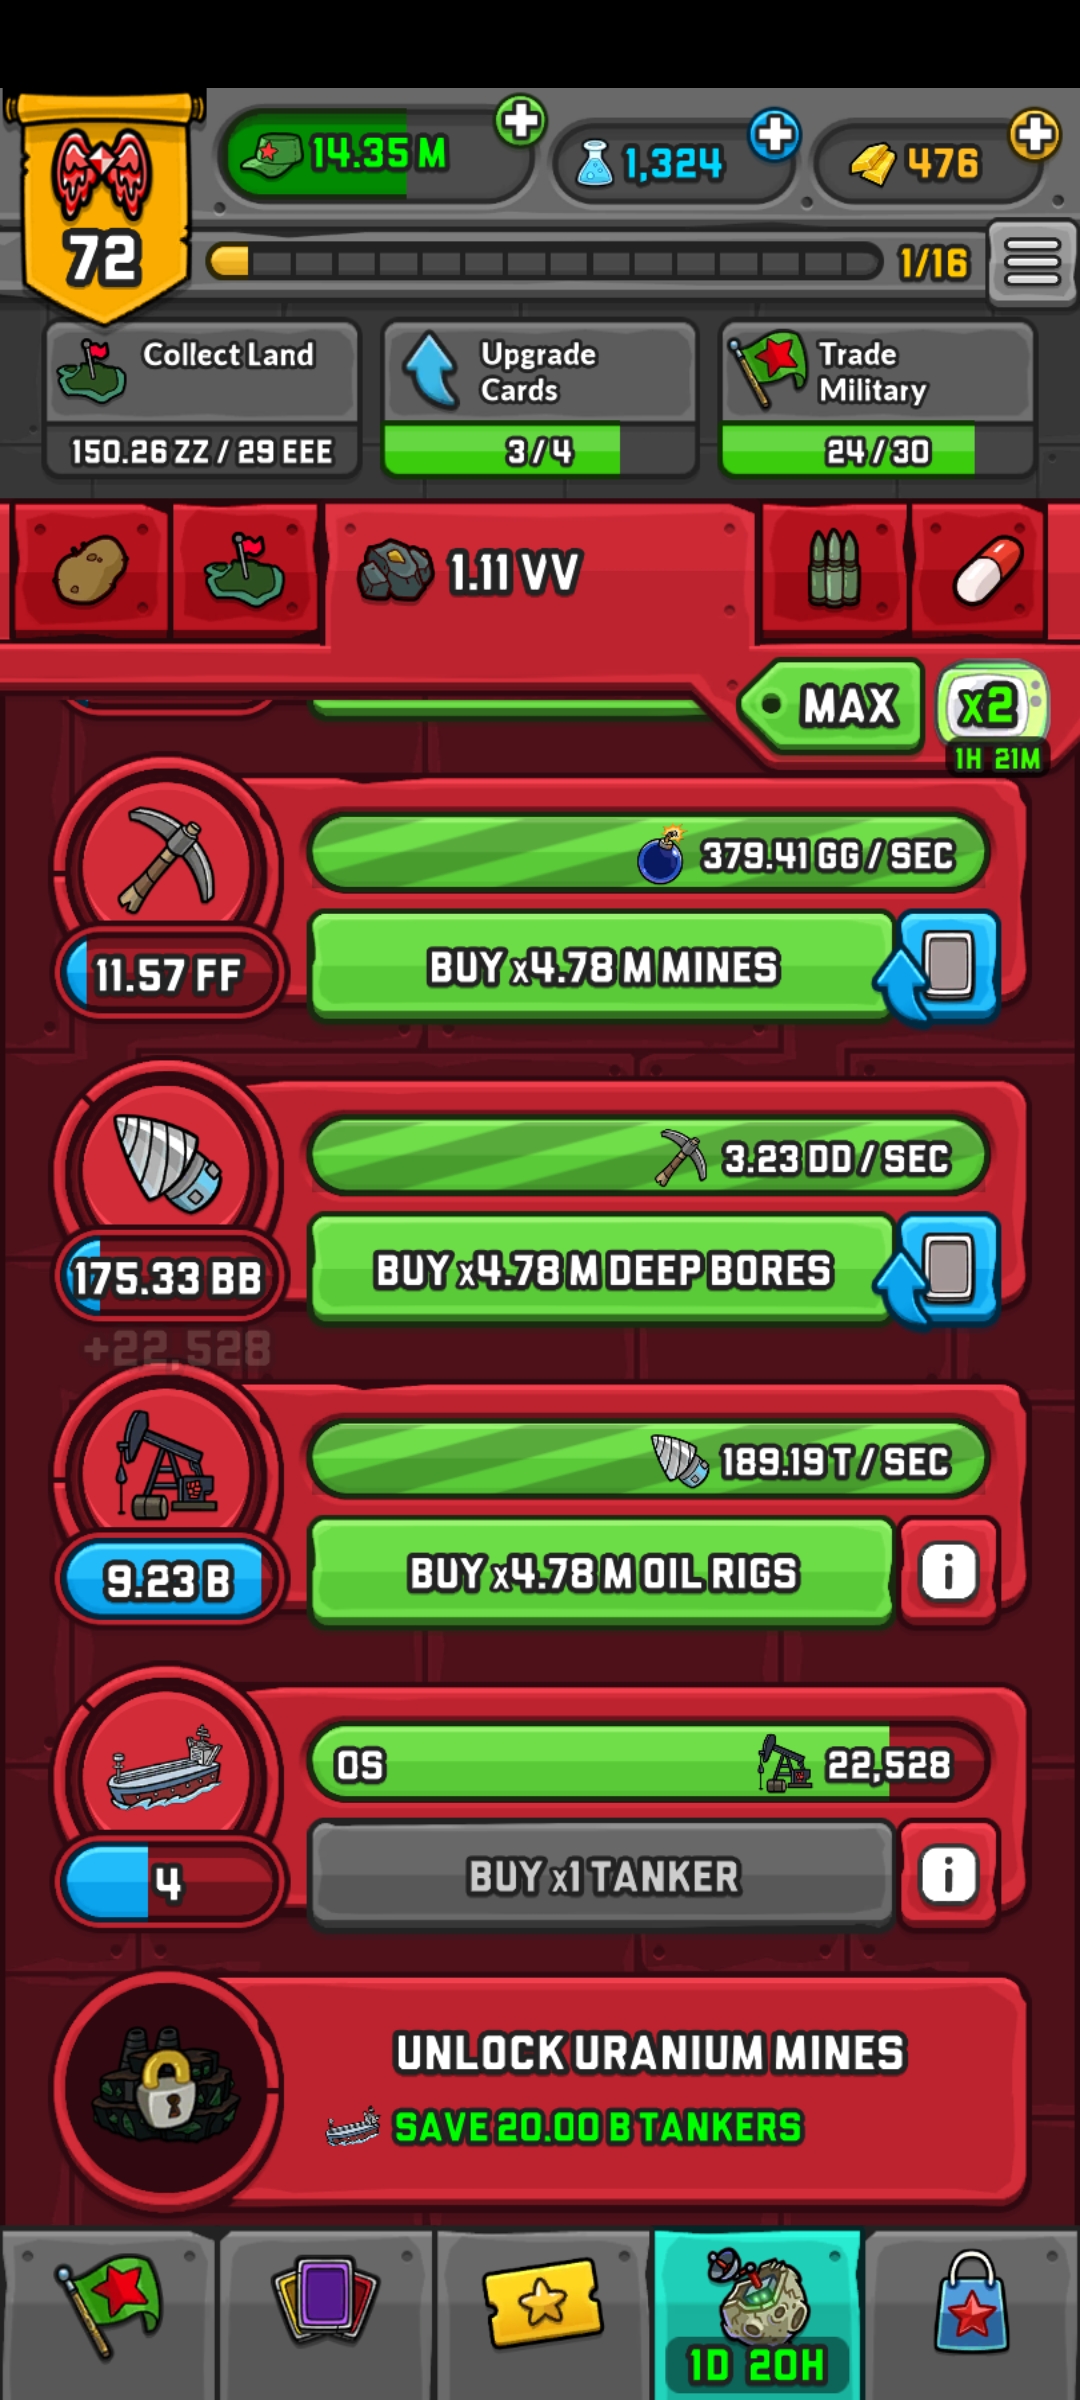 14.35 M
1,324
476
72
1/16
Collect Land
150.26 ZZ / 29 EEE
Upgrade
Cards
3/4
Trade
Military
24/30
1.11 VV
MAX
x2
1H 21M
379.41 GG / SEC
11.57 FF
BUY x4.78 M MINES
3.23 DD / SEC
175.33 BB
BUY x4.78 M DEEP BORES
+22,528
189.19 T / SEC
9.23 B
BUY x4.78 M OIL RIGS
i
0S
22,528
4
BUY x1 TANKER
i
UNLOCK URANIUM MINES
SAVE 20.00 B TANKERS
1D 20H